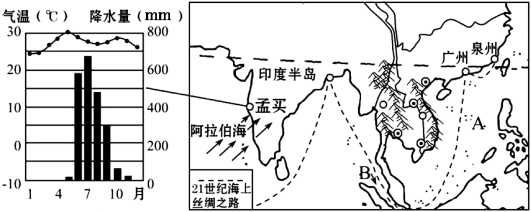 气温(℃) 降水量(mm)
30 800
20 600
10 400
0 200
-10 0
1 4 7 10 月
广州
泉州
印度半岛
孟买
阿拉伯海
A
B
21世纪海上
丝绸之路